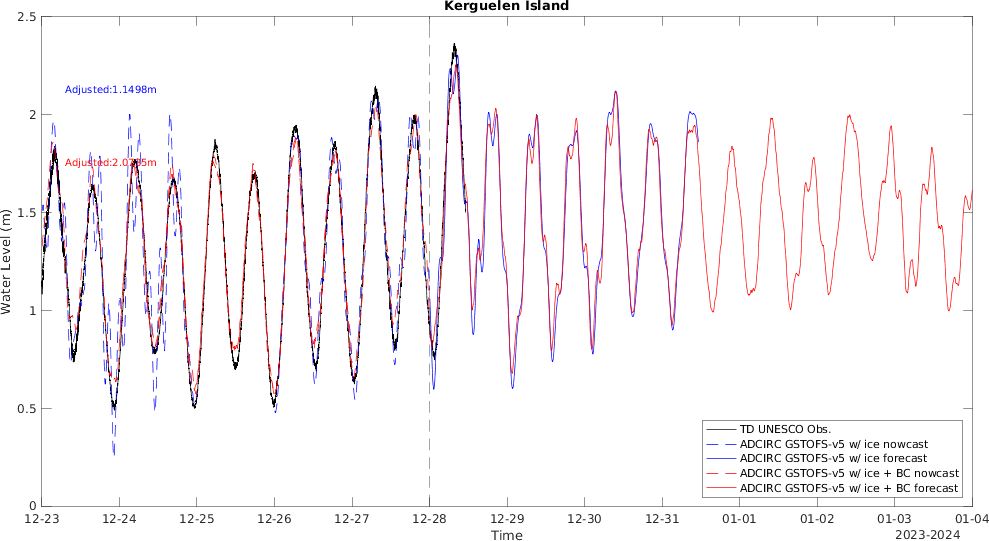 Kerguelen Island
2.5
2
1.5
1
0.5
0
Water Level (m)
Adjusted:1.1498m
12-23
12-24
12-25
12-26
12-27
12-28
12-29
12-30
12-31
01-01
01-02
01-03
01-04
Time
2023-2024
TD UNESCO Obs.
ADCIRC GSTOFS-v5 w/ ice nowcast
ADCIRC GSTOFS-v5 w/ ice forecast
ADCIRC GSTOFS-v5 w/ ice + BC nowcast
ADCIRC GSTOFS-v5 w/ ice + BC forecast